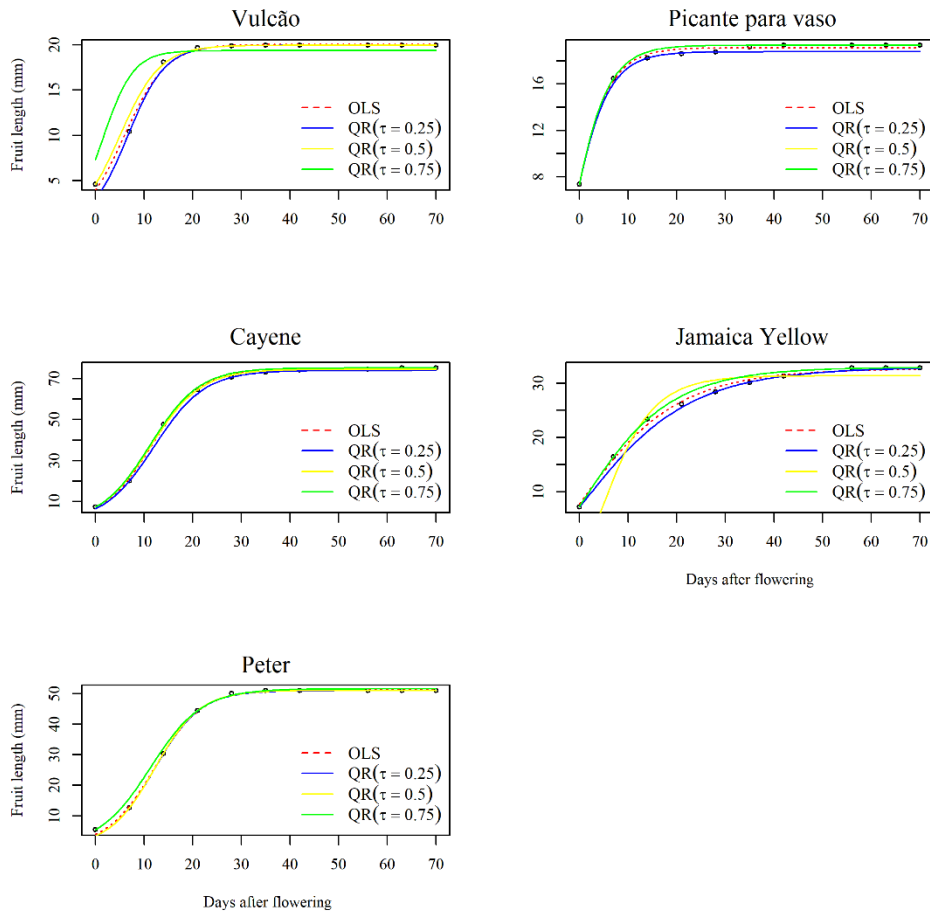 Vulcão
Fruit length (mm)
5 10 15 20
OLS
QR(τ = 0.25)
QR(τ = 0.5)
QR(τ = 0.75)
0 10 20 30 40 50 60 70
Picante para vaso
8 12 16
OLS
QR(τ = 0.25)
QR(τ = 0.5)
QR(τ = 0.75)
0 10 20 30 40 50 60 70
Cayene
Fruit length (mm)
10 30 50 70
OLS
QR(τ = 0.25)
QR(τ = 0.5)
QR(τ = 0.75)
0 10 20 30 40 50 60 70
Jamaica Yellow
10 20 30
OLS
QR(τ = 0.25)
QR(τ = 0.5)
QR(τ = 0.75)
0 10 20 30 40 50 60 70
Days after flowering
Peter
Fruit length (mm)
10 20 30 40 50
OLS
QR(τ = 0.25)
QR(τ = 0.5)
QR(τ = 0.75)
0 10 20 30 40 50 60 70
Days after flowering